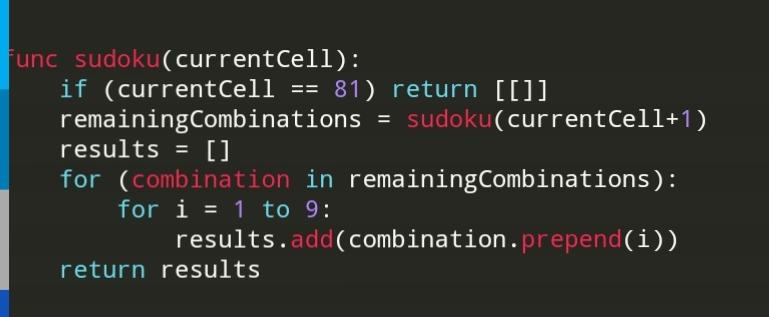 func sudoku(currentCell):
if (currentCell == 81) return [[]]
remainingCombinations = sudoku(currentCell+1)
results = []
for (combination in remainingCombinations):
for i = 1 to 9:
results.add(combination.prepend(i))
return results